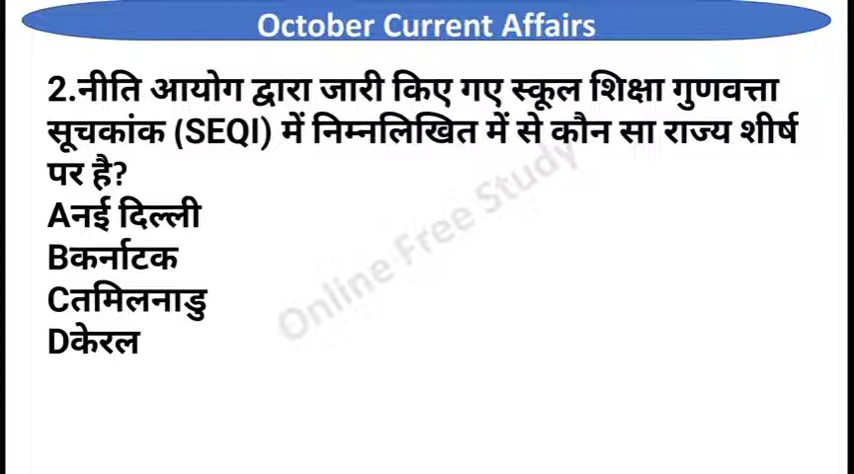 October Current Affairs
2.नीति आयोग द्वारा जारी किए गए स्कूल शिक्षा गुणवत्ता
सूचकांक (SEQI) में निम्नलिखित में से कौन सा राज्य शीर्ष
पर है?
Aनई दिल्ली
Bकर्नाटक
Cतमिलनाडु
Dकेरल
Online Free Study